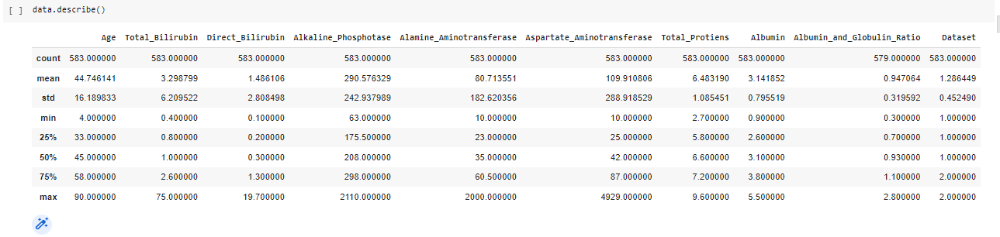 [ ] data.describe()
Age Total_Bilirubin Direct_Bilirubin Alkaline_Phosphotase Alamine_Aminotransferase Aspartate_Aminotransferase Total_Protiens Albumin Albumin_and_Globulin_Ratio Dataset
count 583.000000 583.000000 583.000000 583.000000 583.000000 583.000000 583.000000 583.000000 579.000000 583.000000
mean 44.746141 3.298799 1.486106 290.576329 80.713551 109.910806 6.483190 3.141852 0.947064 1.286449
std 16.189833 6.209522 2.808498 242.937989 182.620356 288.918529 1.085451 0.795519 0.319592 0.452490
min 4.000000 0.400000 0.100000 63.000000 10.000000 10.000000 2.700000 0.900000 0.300000 1.000000
25% 33.000000 0.800000 0.200000 175.500000 23.000000 25.000000 5.800000 2.600000 0.700000 1.000000
50% 45.000000 1.000000 0.300000 208.000000 35.000000 42.000000 6.600000 3.100000 0.930000 1.000000
75% 58.000000 2.600000 1.300000 298.000000 60.500000 87.000000 7.200000 3.800000 1.100000 2.000000
max 90.000000 75.000000 19.700000 2110.000000 2000.000000 4929.000000 9.600000 5.500000 2.800000 2.000000